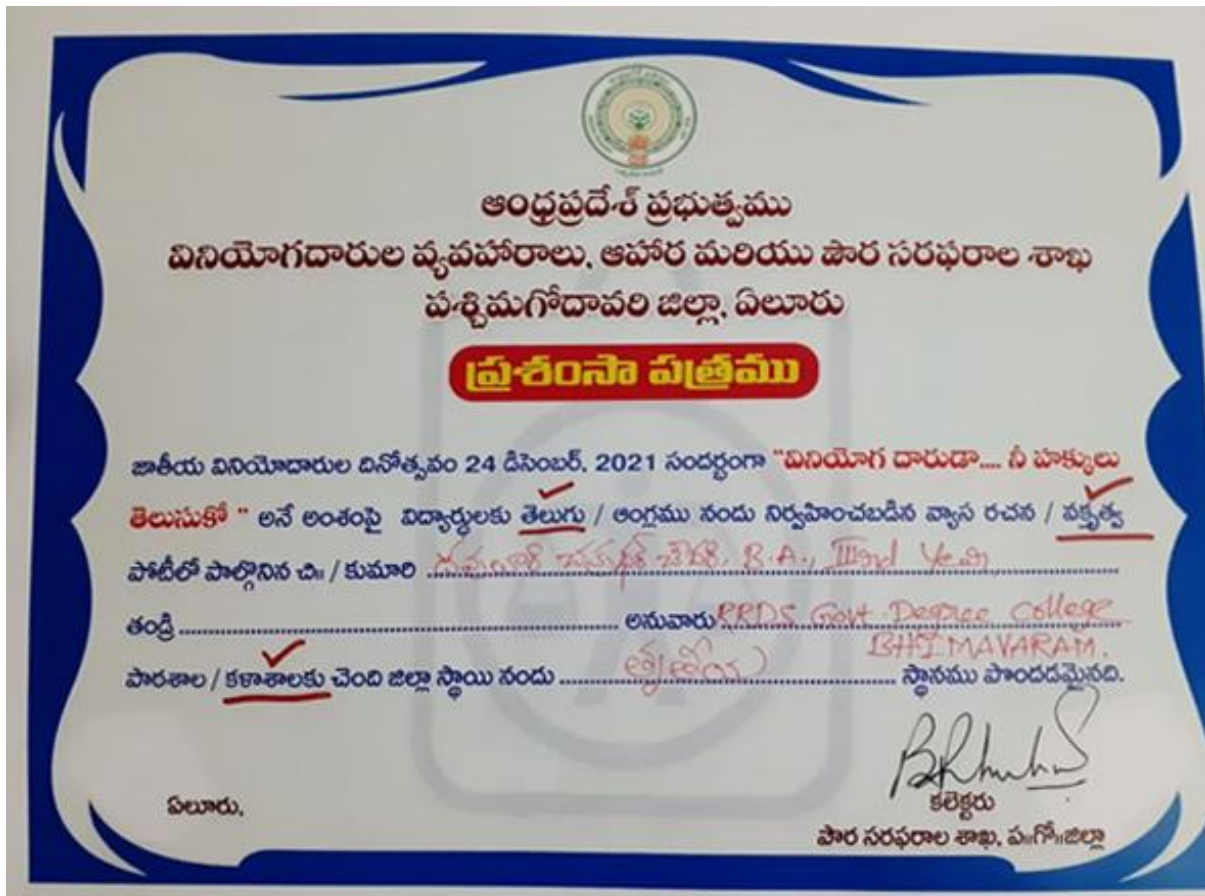 ఆంధ్రప్రదేశ్ ప్రభుత్వము
వినియోగదారుల వ్యవహారాలు, ఆహార మరియు పౌర సరఫరాల శాఖ
పశ్చిమగోదావరి జిల్లా, ఏలూరు
ప్రశంసా పత్రము
జాతీయ వినియోదారుల దినోత్సవం 24 డిసెంబర్, 2021 సందర్భంగా "వినియోగ దారుడా.... నీ హక్కులు
తెలుసుకో " అనే అంశంపై విద్యార్థులకు తెలుగు / ఆంగ్లము నందు నిర్వహించబడిన వ్యాస రచన / వక్తృత్వ
పోటీలో పాల్గొనిన చి॥ / కుమారి B.A., IIIrd Year,
తండ్రి అనువారు RRDS Govt Degree College
BHIMAVARAM.
పాఠశాల / కళాశాలకు చెంది జిల్లా స్థాయి నందు తృతీయ స్థానము పొందడమైనది.
ఏలూరు,
కలెక్టరు
పౌర సరఫరాల శాఖ, ప॥గో॥జిల్లా